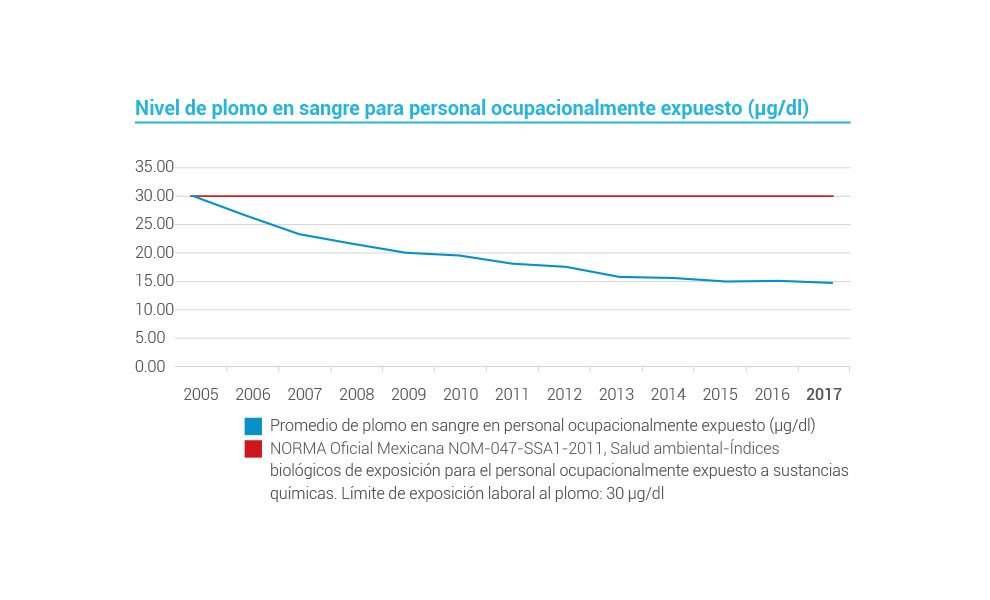 Nivel de plomo en sangre para personal ocupacionalmente expuesto (µg/dl)
35.00
30.00
25.00
20.00
15.00
10.00
5.00
0.00
2005 2006 2007 2008 2009 2010 2011 2012 2013 2014 2015 2016 2017
Promedio de plomo en sangre en personal ocupacionalmente expuesto (µg/dl)
NORMA Oficial Mexicana NOM-047-SSA1-2011, Salud ambiental-Índices
biológicos de exposición para el personal ocupacionalmente expuesto a sustancias
químicas. Límite de exposición laboral al plomo: 30 µg/dl